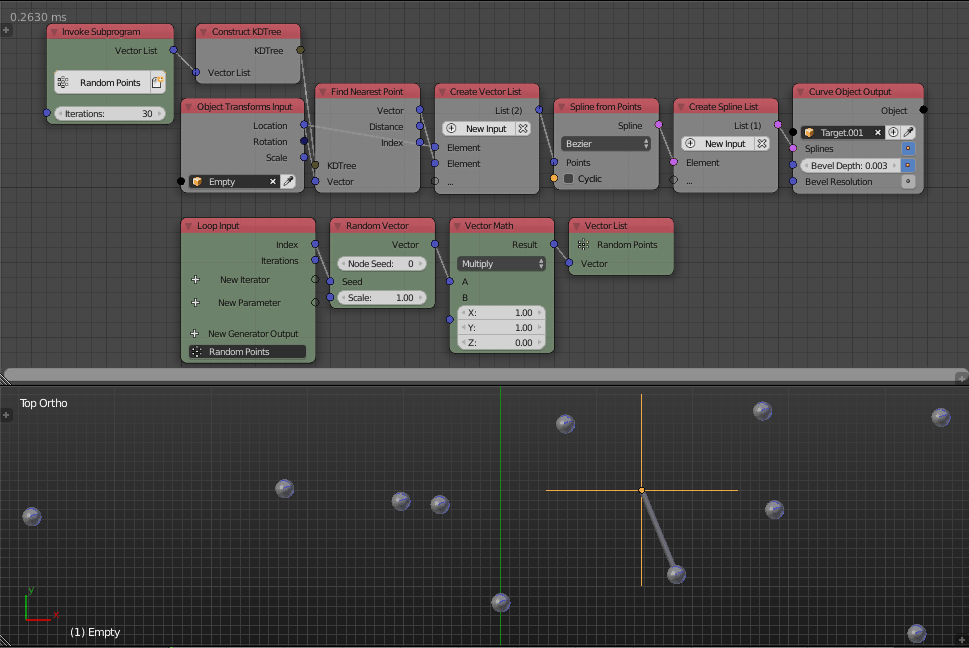 0.2630 ms
Invoke Subprogram
Vector List
Random Points
Iterations: 30
Construct KDTree
KDTree
Vector List
Object Transforms Input
Location
Rotation
Scale
Empty
Find Nearest Point
Vector
Distance
Index
KDTree
Vector
Create Vector List
List (2)
New Input
Element
Element
...
Spline from Points
Spline
Bezier
Points
Cyclic
Create Spline List
List (1)
New Input
Element
...
Curve Object Output
Object
Target.001
Splines
Bevel Depth: 0.003
Bevel Resolution
Loop Input
Index
Iterations
New Iterator
New Parameter
New Generator Output
Random Points
Random Vector
Vector
Node Seed: 0
Seed
Scale: 1.00
Vector Math
Result
Multiply
A
B
X: 1.00
Y: 1.00
Z: 0.00
Vector List
Random Points
Vector
Top Ortho
y
x
(1) Empty